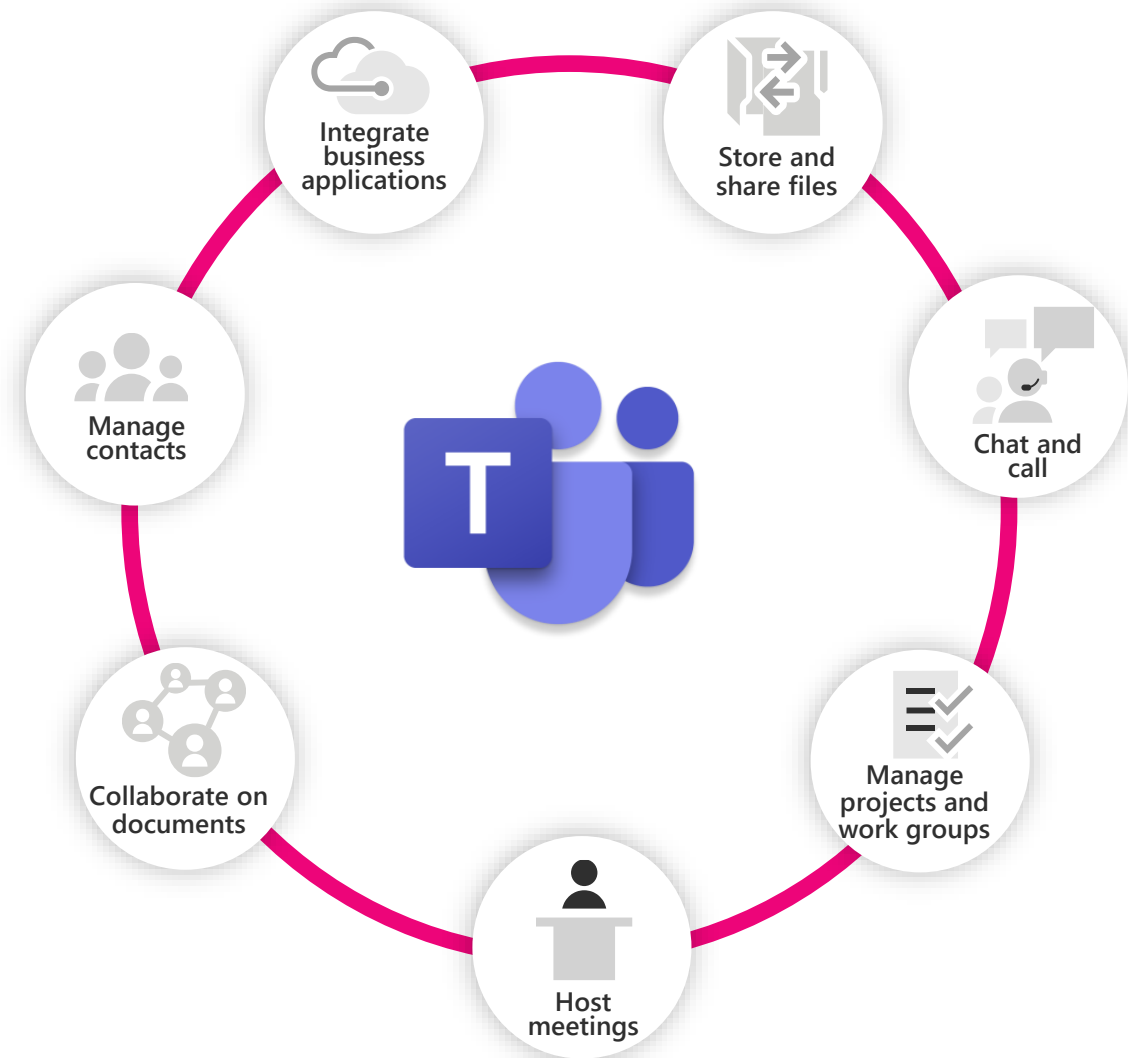 Integrate
business
applications
Store and
share files
Manage
contacts
T
Chat and
call
Collaborate on
documents
Manage
projects and
work groups
Host
meetings